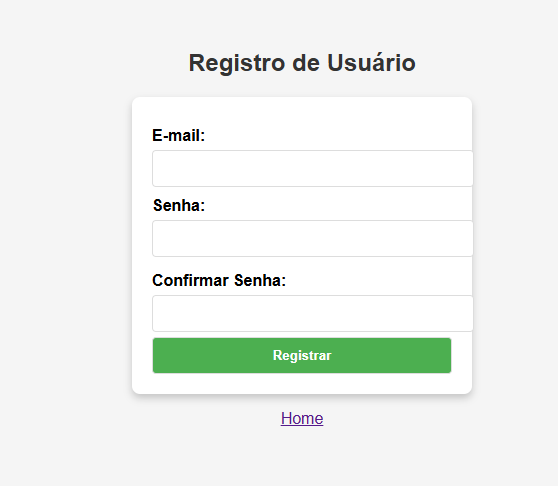 Registro de Usuário
E-mail:
Senha:
Confirmar Senha:
Registrar
Home